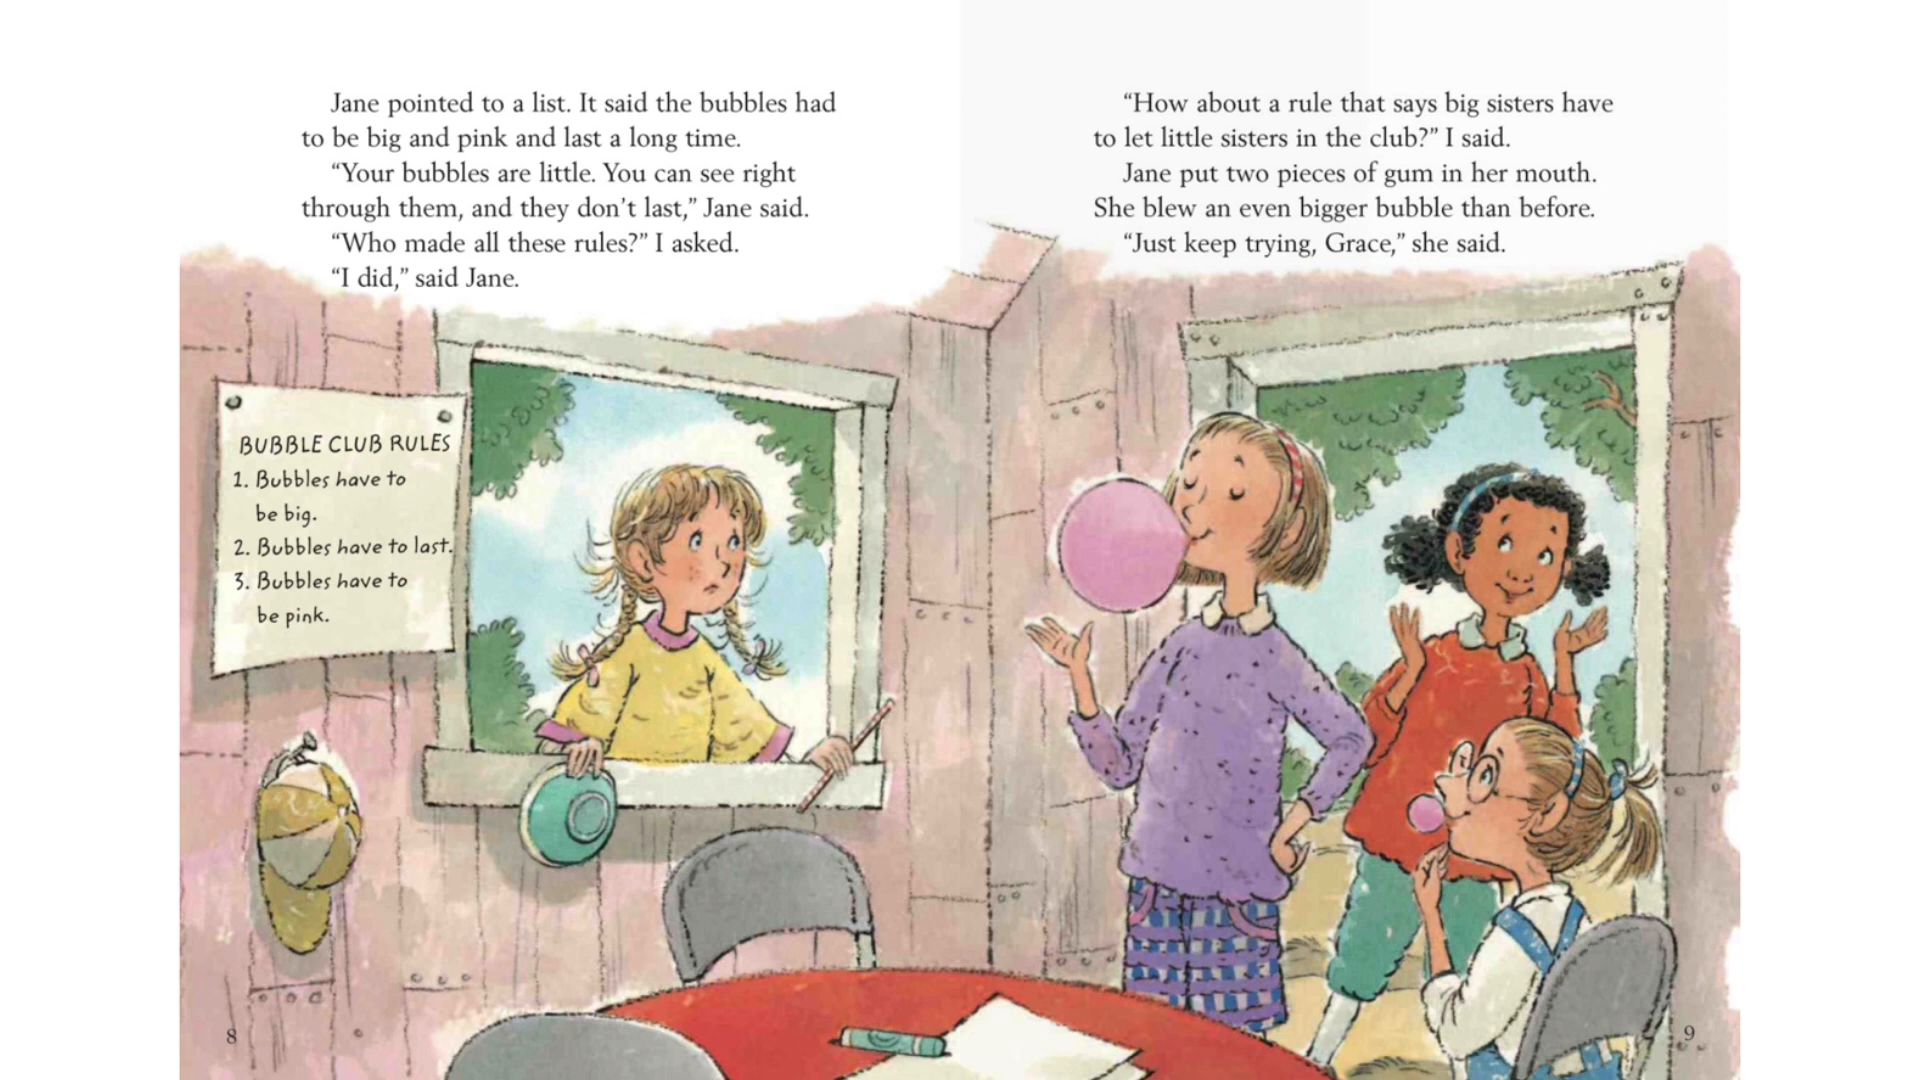 Jane pointed to a list. It said the bubbles had
to be big and pink and last a long time.
“Your bubbles are little. You can see right
through them, and they don’t last,” Jane said.
“Who made all these rules?” I asked.
“I did,” said Jane.
BUBBLE CLUB RULES
1. Bubbles have to
be big.
2. Bubbles have to last.
3. Bubbles have to
be pink.
8
“How about a rule that says big sisters have
to let little sisters in the club?” I said.
Jane put two pieces of gum in her mouth.
She blew an even bigger bubble than before.
“Just keep trying, Grace,” she said.
9